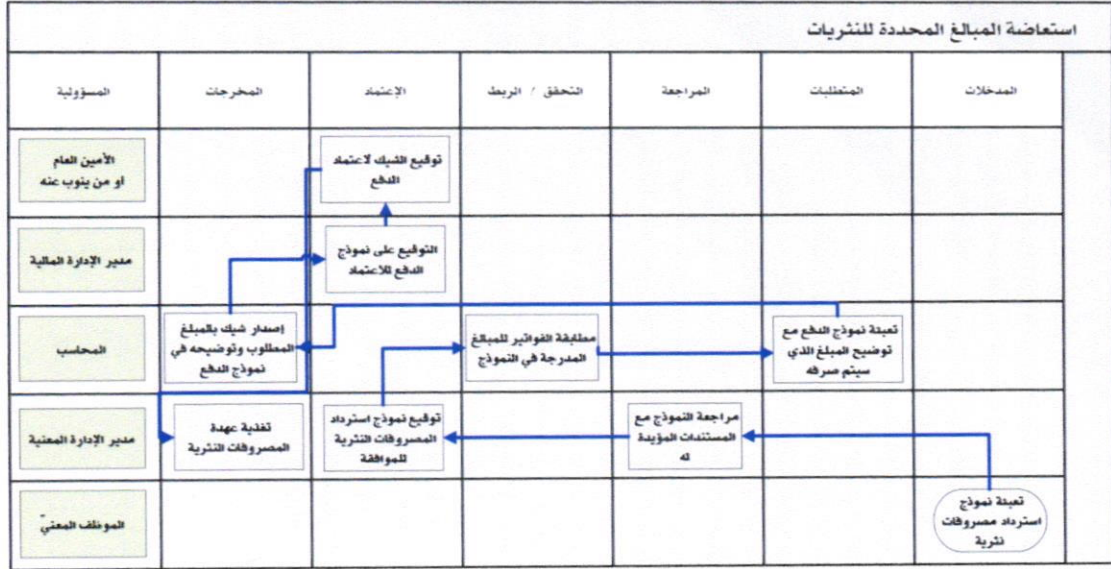 استعاضة المبالغ المحددة للنثريات
المدخلات
المتطلبات
المراجعة
التحقق / الربط
الإعتماد
المخرجات
المسؤولية
توقيع الشيك لاعتماد
الدفع
الأمين العام
او من ينوب عنه
التوقيع على نموذج
الدفع للاعتماد
مدير الإدارة المالية
تعبئة نموذج الدفع مع
توضيح المبلغ الذي
سيتم صرفه
مطابقة الفواتير للمبالغ
المدرجة في النموذج
إصدار شيك بالمبلغ
المطلوب وتوضيحه في
نموذج الدفع
المحاسب
مراجعة النموذج مع
المستندات المؤيدة
له
توقيع نموذج استرداد
المصروفات النثرية
للموافقة
تغذية عهدة
المصروفات النثرية
مدير الإدارة المعنية
تعبئة نموذج
استرداد مصروفات
نثرية
الموظف المعنيّ